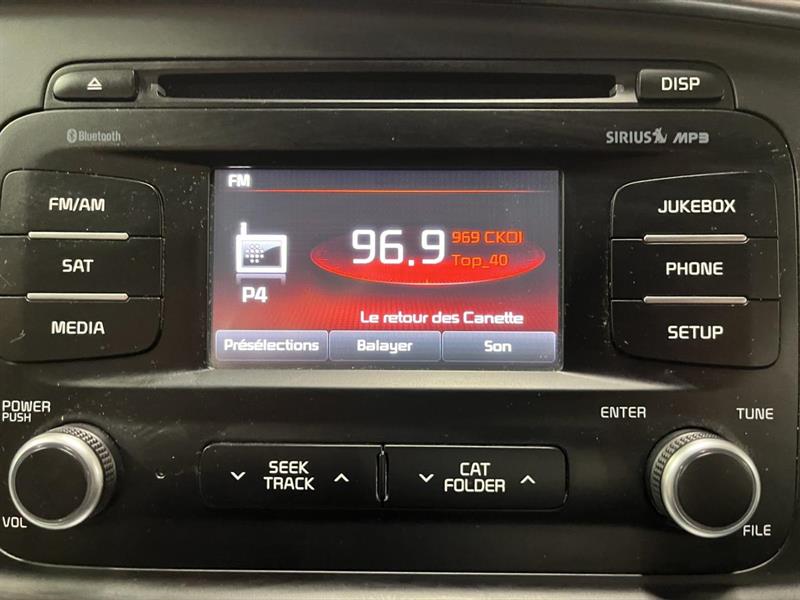 DISP
Bluetooth
SIRIUS MP3
FM/AM
SAT
MEDIA
FM
96.9
969 CKOI
Top_40
P4
Le retour des Canette
Présélections
Balayer
Son
JUKEBOX
PHONE
SETUP
POWER
PUSH
VOL
SEEK
TRACK
CAT
FOLDER
ENTER
TUNE
FILE